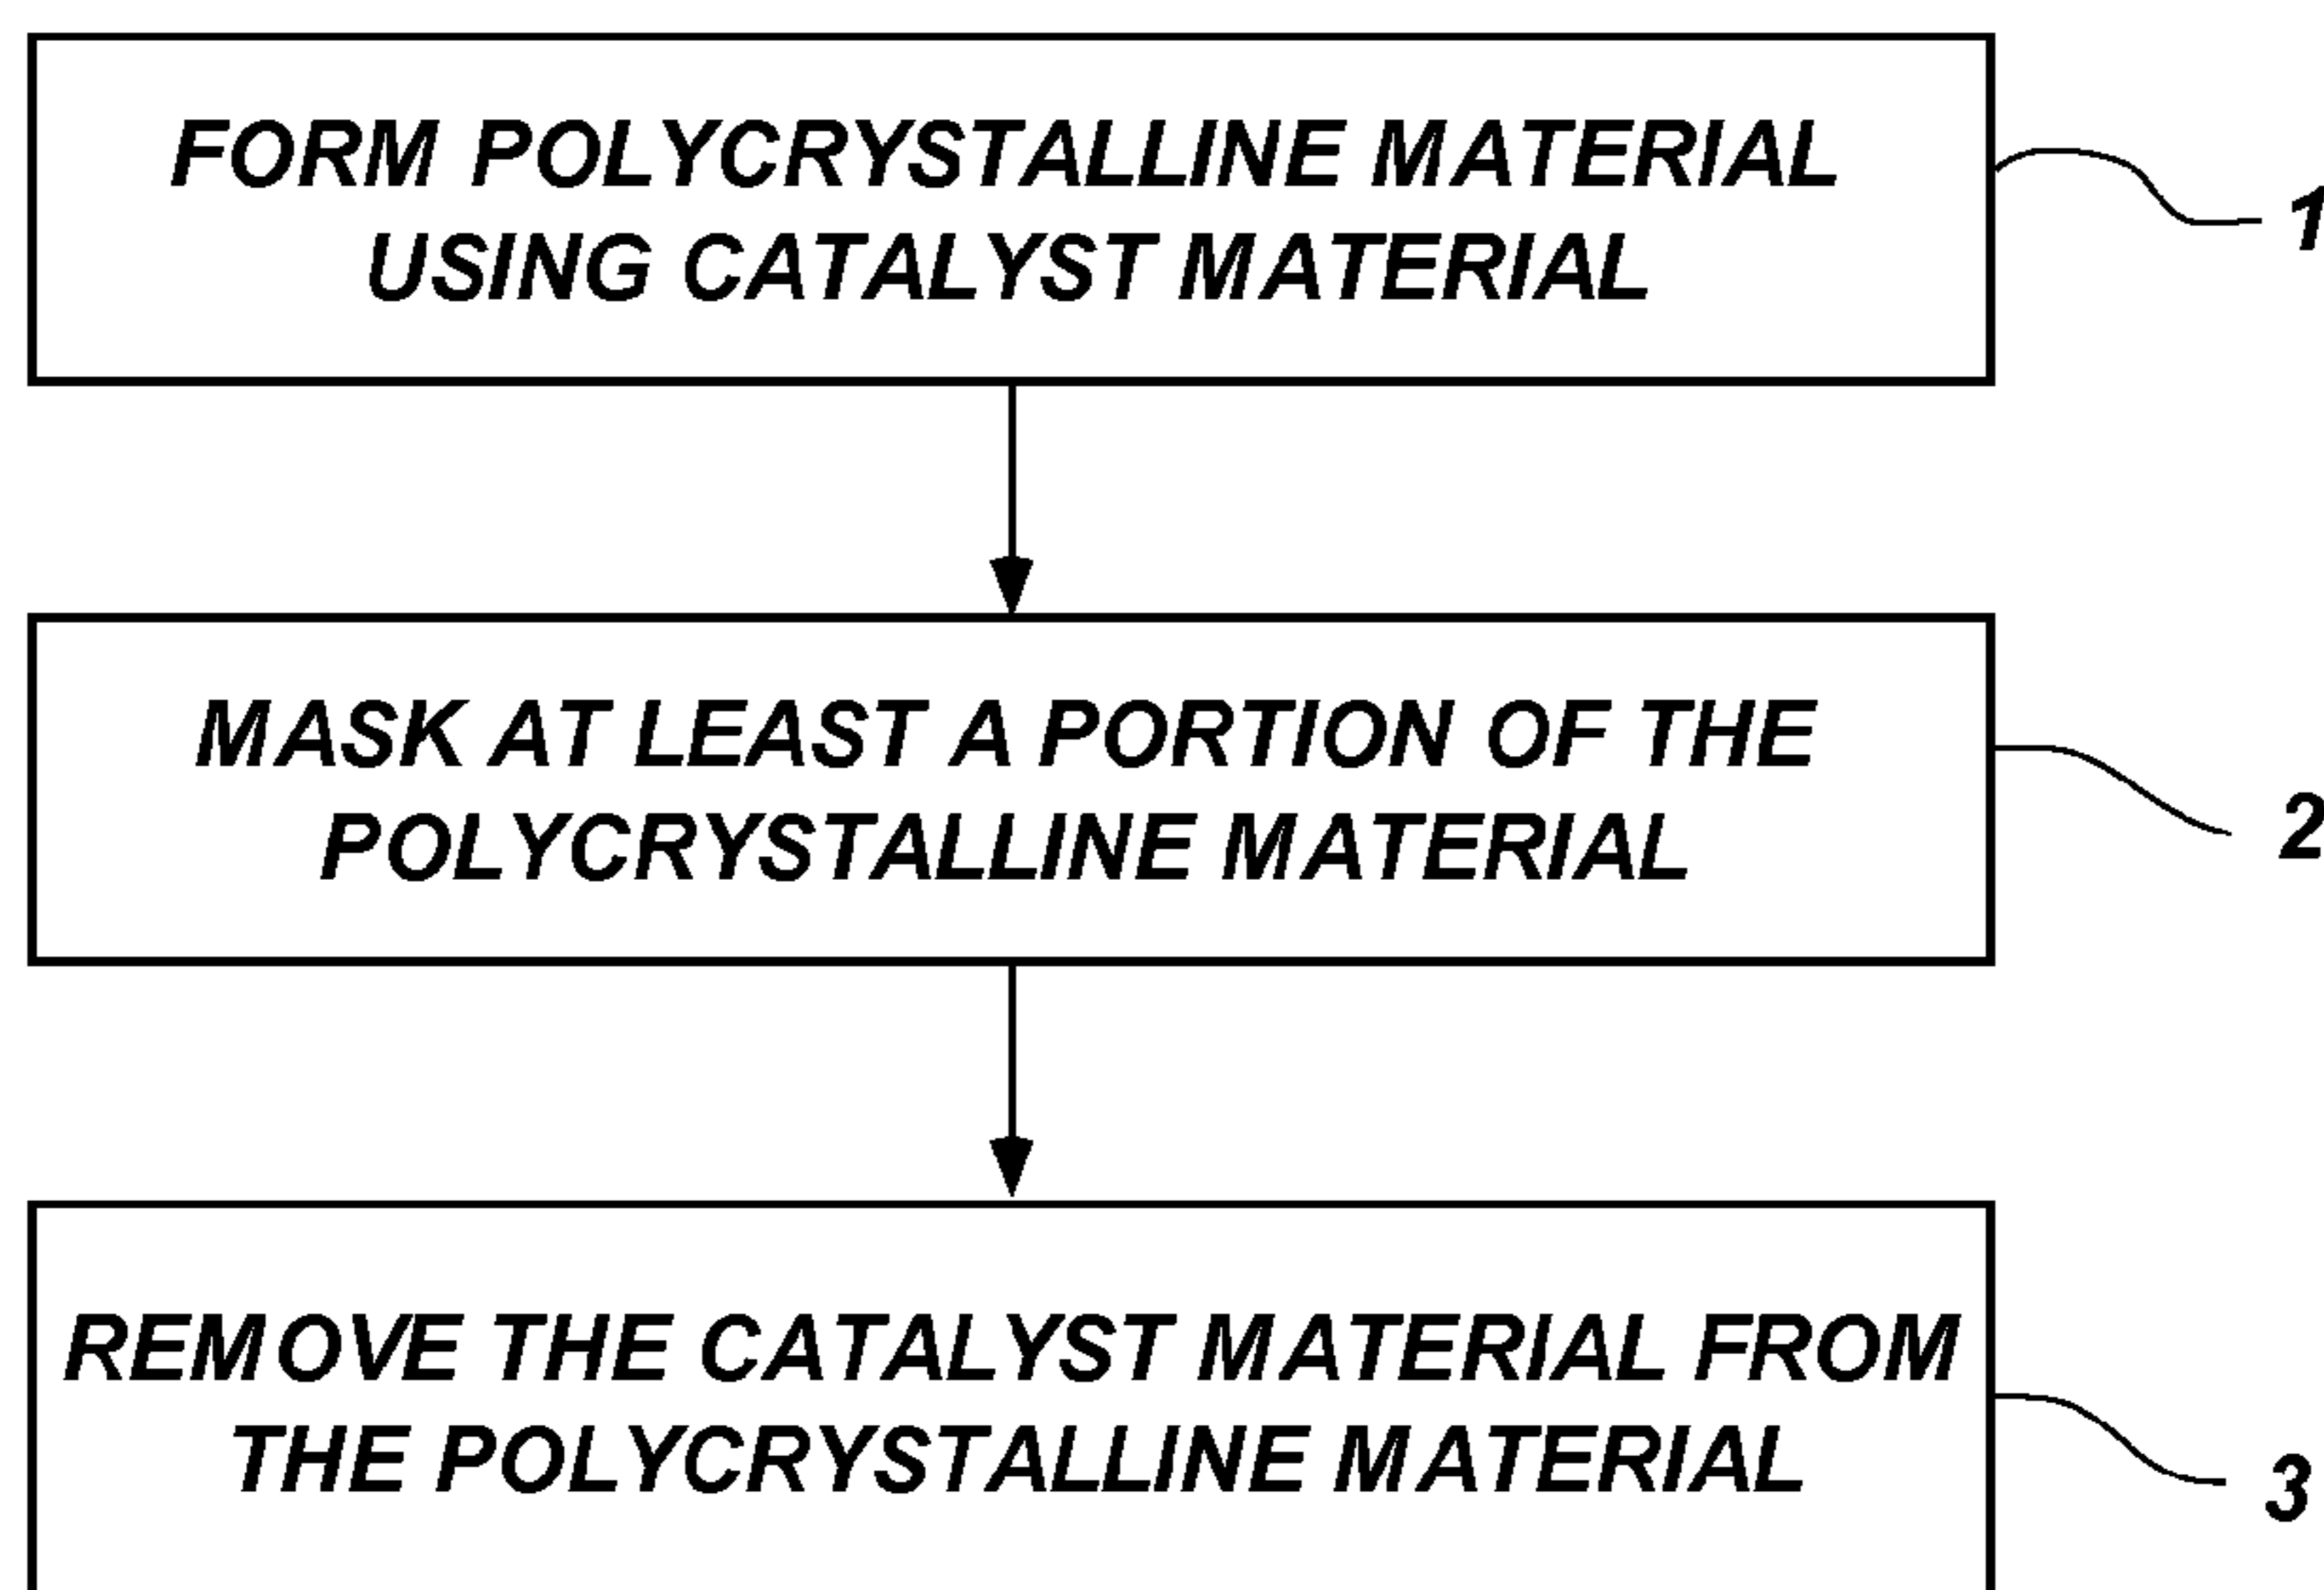 FORM POLYCRYSTALLINE MATERIAL
USING CATALYST MATERIAL
1
MASK AT LEAST A PORTION OF THE
POLYCRYSTALLINE MATERIAL
2
REMOVE THE CATALYST MATERIAL FROM
THE POLYCRYSTALLINE MATERIAL
3